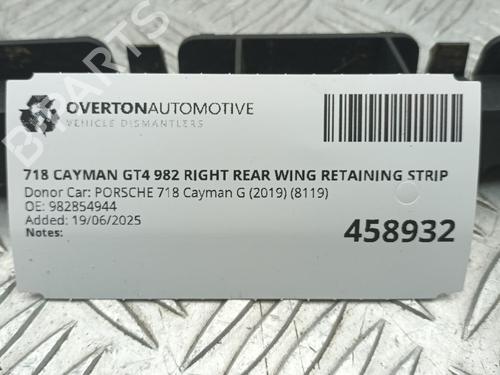 OVERTONAUTOMOTIVE
VEHICLE DISMANTLERS
718 CAYMAN GT4 982 RIGHT REAR WING RETAINING STRIP
Donor Car: PORSCHE 718 Cayman G (2019) (8119)
OE: 982854944
Added: 19/06/2025
Notes:
458932